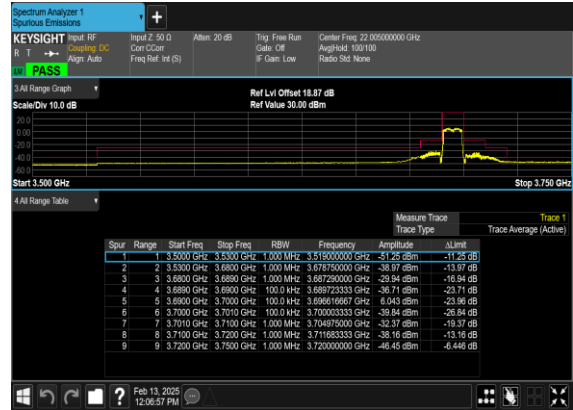 Spectrum Analyzer 1
Spurious Emissions
KEYSIGHT Input: RF Input Z: 50 Ω Atten: 20 dB Trig: Free Run Center Freq: 22.005000000 GHz
R T Coupling: DC Corr CCorr Gate: Off Avg|Hold: 100/100
Align: Auto Freq Ref: Int (S) IF Gain: Low Radio Std: None
PASS
3 All Range Graph
Ref Lvl Offset 18.87 dB
Scale/Div 10.0 dB Ref Value 30.00 dBm
20.0
0.00
-20.0
-40.0
-60.0
Start 3.500 GHz Stop 3.750 GHz
4 All Range Table
Measure Trace Trace 1
Trace Type Trace Average (Active)
Spur Range Start Freq Stop Freq RBW Frequency Amplitude ΔLimit
1 1 3.5000 GHz 3.5300 GHz 1.000 MHz 3.519000000 GHz -51.25 dBm -11.25 dB
2 2 3.5300 GHz 3.6800 GHz 1.000 MHz 3.678750000 GHz -38.97 dBm -13.97 dB
3 3 3.6800 GHz 3.6890 GHz 1.000 MHz 3.687290000 GHz -29.94 dBm -16.94 dB
4 4 3.6890 GHz 3.6900 GHz 100.0 kHz 3.689723333 GHz -36.71 dBm -23.71 dB
5 5 3.6900 GHz 3.7000 GHz 100.0 kHz 3.696616667 GHz 6.043 dBm -23.96 dB
6 6 3.7000 GHz 3.7010 GHz 100.0 kHz 3.700003333 GHz -39.84 dBm -26.84 dB
7 7 3.7010 GHz 3.7100 GHz 1.000 MHz 3.704975000 GHz -32.37 dBm -19.37 dB
8 8 3.7100 GHz 3.7200 GHz 1.000 MHz 3.711683333 GHz -38.16 dBm -13.16 dB
9 9 3.7200 GHz 3.7500 GHz 1.000 MHz 3.720000000 GHz -46.45 dBm -6.446 dB
? Feb 13, 2025
12:06:57 PM